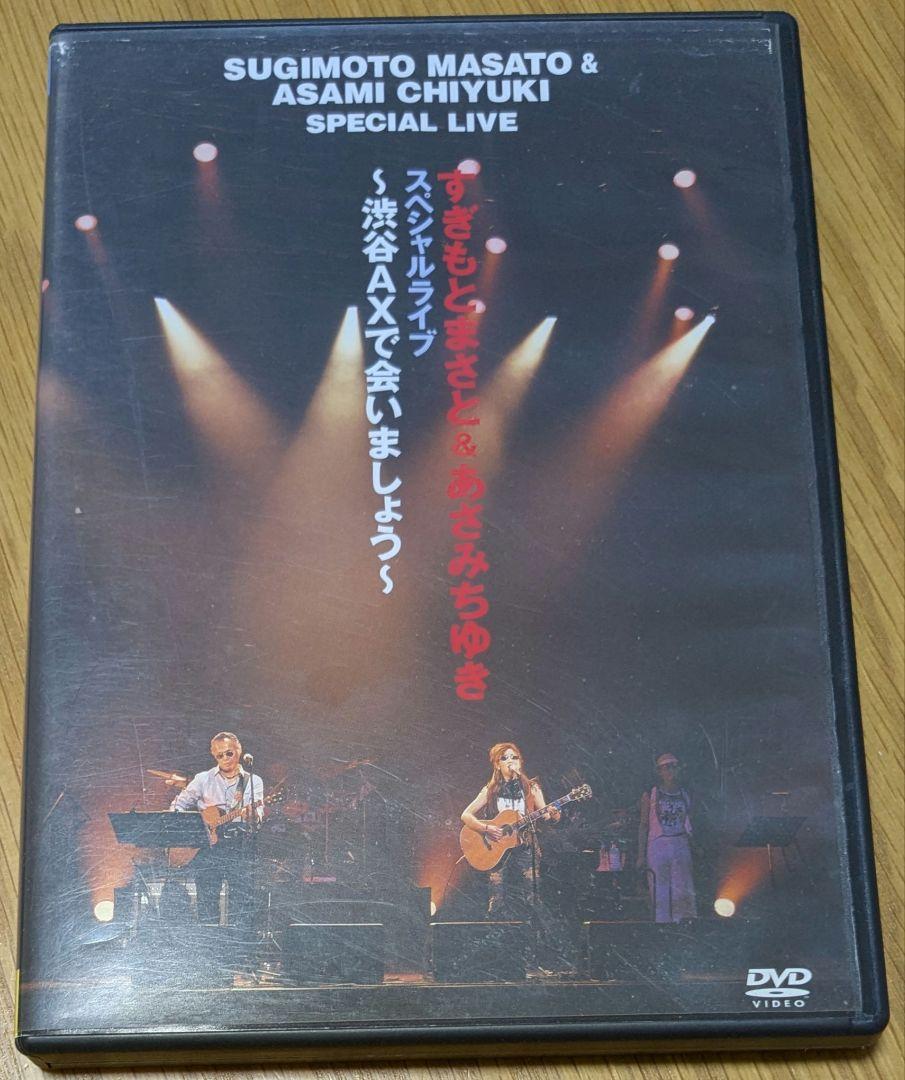 SUGIMOTO MASATO &
ASAMI CHIYUKI
SPECIAL LIVE
すぎもとまさと&あさみちゆき
スペシャルライブ
～渋谷AXで会いましょう～
DVD
VIDEO